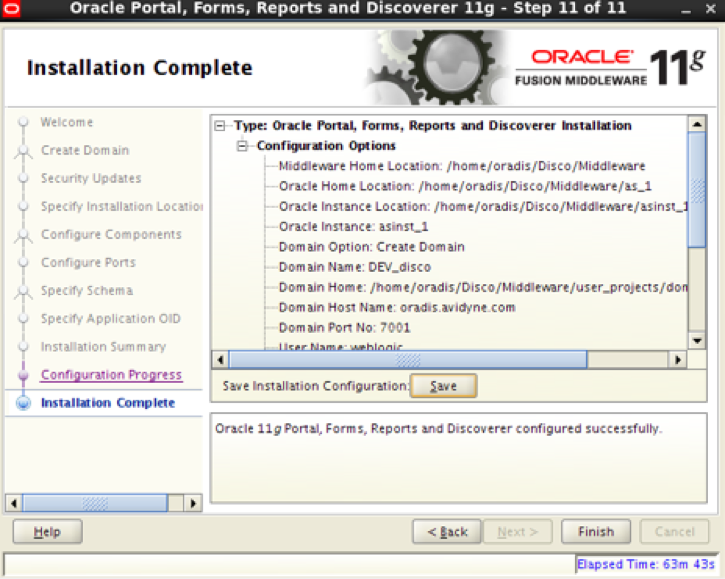 Oracle Portal, Forms, Reports and Discoverer 11g - Step 11 of 11
Installation Complete
ORACLE
FUSION MIDDLEWARE
11g
Welcome
Create Domain
Security Updates
Specify Installation Location
Configure Components
Configure Ports
Specify Schema
Specify Application OID
Installation Summary
Configuration Progress
Installation Complete
Type: Oracle Portal, Forms, Reports and Discoverer Installation
Configuration Options
Middleware Home Location: /home/oradis/Disco/Middleware
Oracle Home Location: /home/oradis/Disco/Middleware/as_1
Oracle Instance Location: /home/oradis/Disco/Middleware/asinst_1
Oracle Instance: asinst_1
Domain Option: Create Domain
Domain Name: DEV_disco
Domain Home: /home/oradis/Disco/Middleware/user_projects/dom
Domain Host Name: oradis.avidyne.com
Domain Port No: 7001
User Name: weblogic
Save Installation Configuration: Save
Oracle 11g Portal, Forms, Reports and Discoverer configured successfully.
Help
< Back
Next >
Finish
Cancel
Elapsed Time: 63m 43s